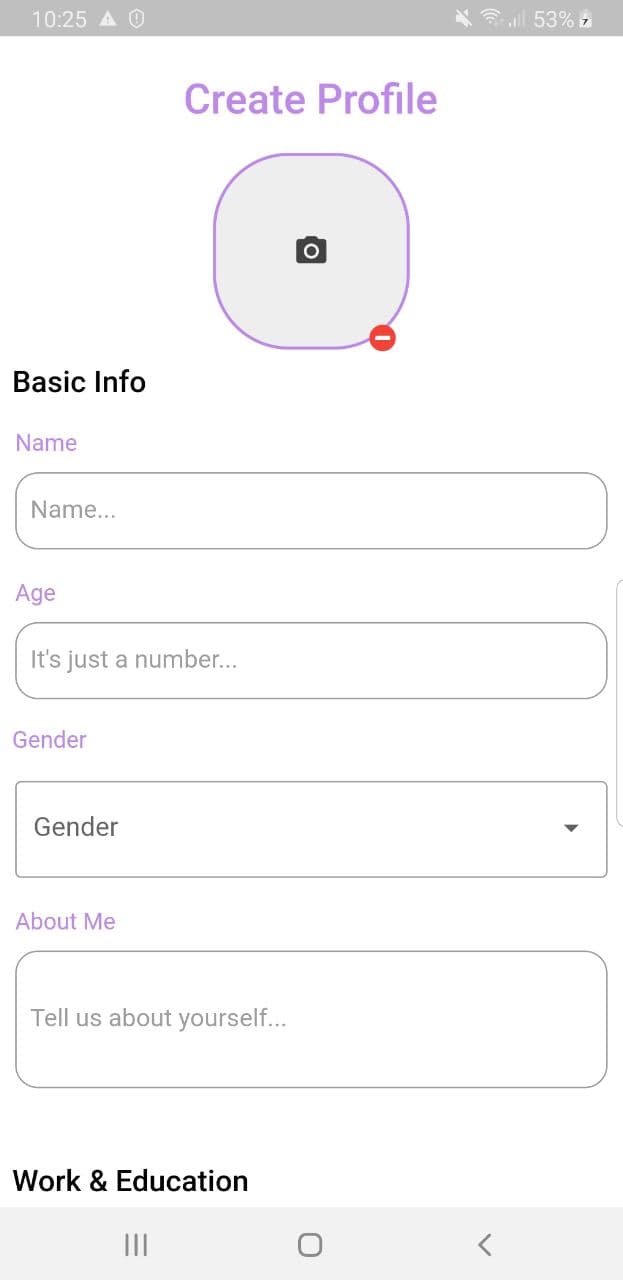 10:25
53%
Create Profile
Basic Info
Name
Name...
Age
It's just a number...
Gender
Gender
About Me
Tell us about yourself...
Work & Education